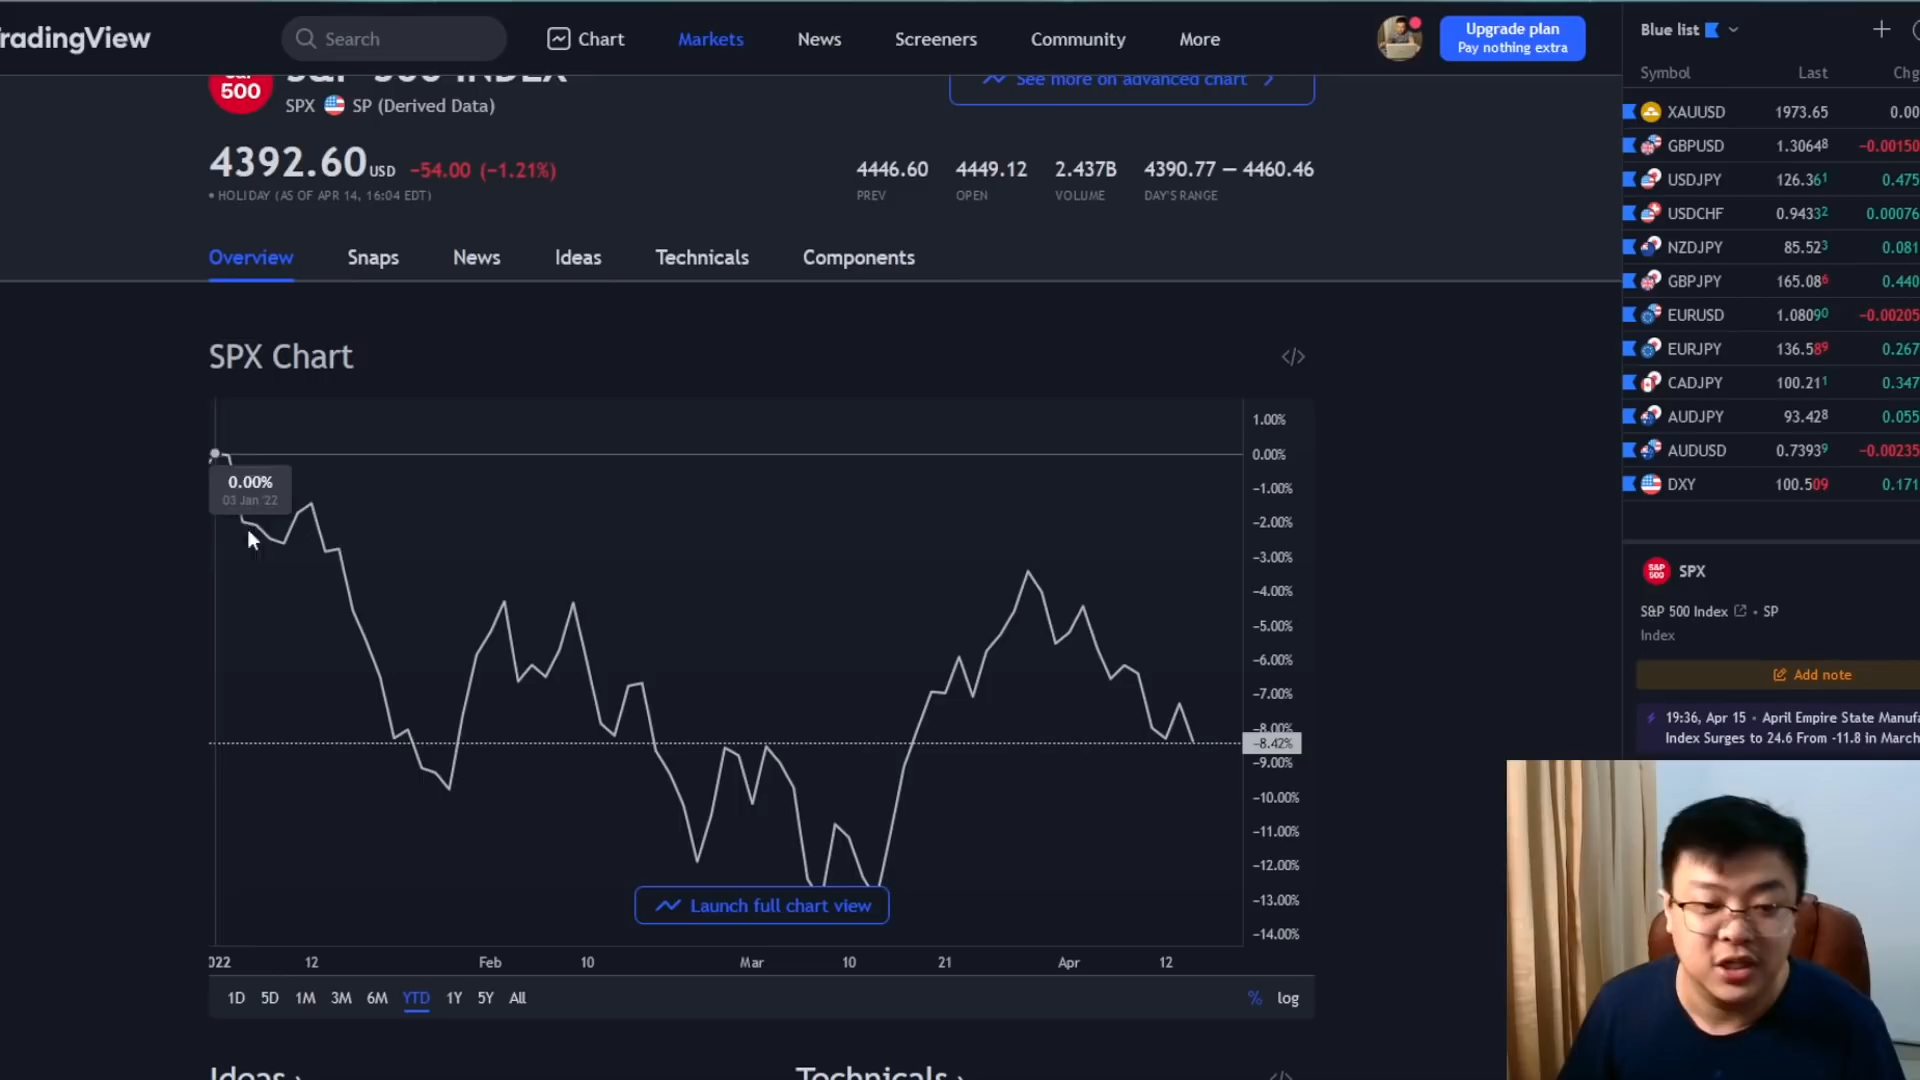 radingView
Search
Chart
Markets
News
Screeners
Community
More
Upgrade plan
Pay nothing extra
Blue list
S&P 500 INDEX
500
SPX SP (Derived Data)
See more on advanced chart
4392.60 USD −54.00 (−1.21%)
• HOLIDAY (AS OF APR 14, 16:04 EDT)
4446.60 4449.12 2.437B 4390.77 — 4460.46
PREV OPEN VOLUME DAY'S RANGE
Overview Snaps News Ideas Technicals Components
SPX Chart
</>
1.00%
0.00%
−1.00%
−2.00%
−3.00%
−4.00%
−5.00%
−6.00%
−7.00%
−8.00%
−8.42%
−9.00%
−10.00%
−11.00%
−12.00%
−13.00%
−14.00%
0.00%
03 Jan '22
Launch full chart view
022 12 Feb 10 Mar 10 21 Apr 12
1D 5D 1M 3M 6M YTD 1Y 5Y All % log
Ideas
Technicals
Symbol Last Chg
XAUUSD 1973.65 0.00
GBPUSD 1.30648 −0.00150
USDJPY 126.361 0.475
USDCHF 0.94332 0.00076
NZDJPY 85.523 0.081
GBPJPY 165.086 0.440
EURUSD 1.08090 −0.00205
EURJPY 136.589 0.267
CADJPY 100.211 0.347
AUDJPY 93.428 0.055
AUDUSD 0.73939 −0.00235
DXY 100.509 0.171
S&P
500
SPX
S&P 500 Index • SP
Index
Add note
19:36, Apr 15 • April Empire State Manufa
Index Surges to 24.6 From -11.8 in March